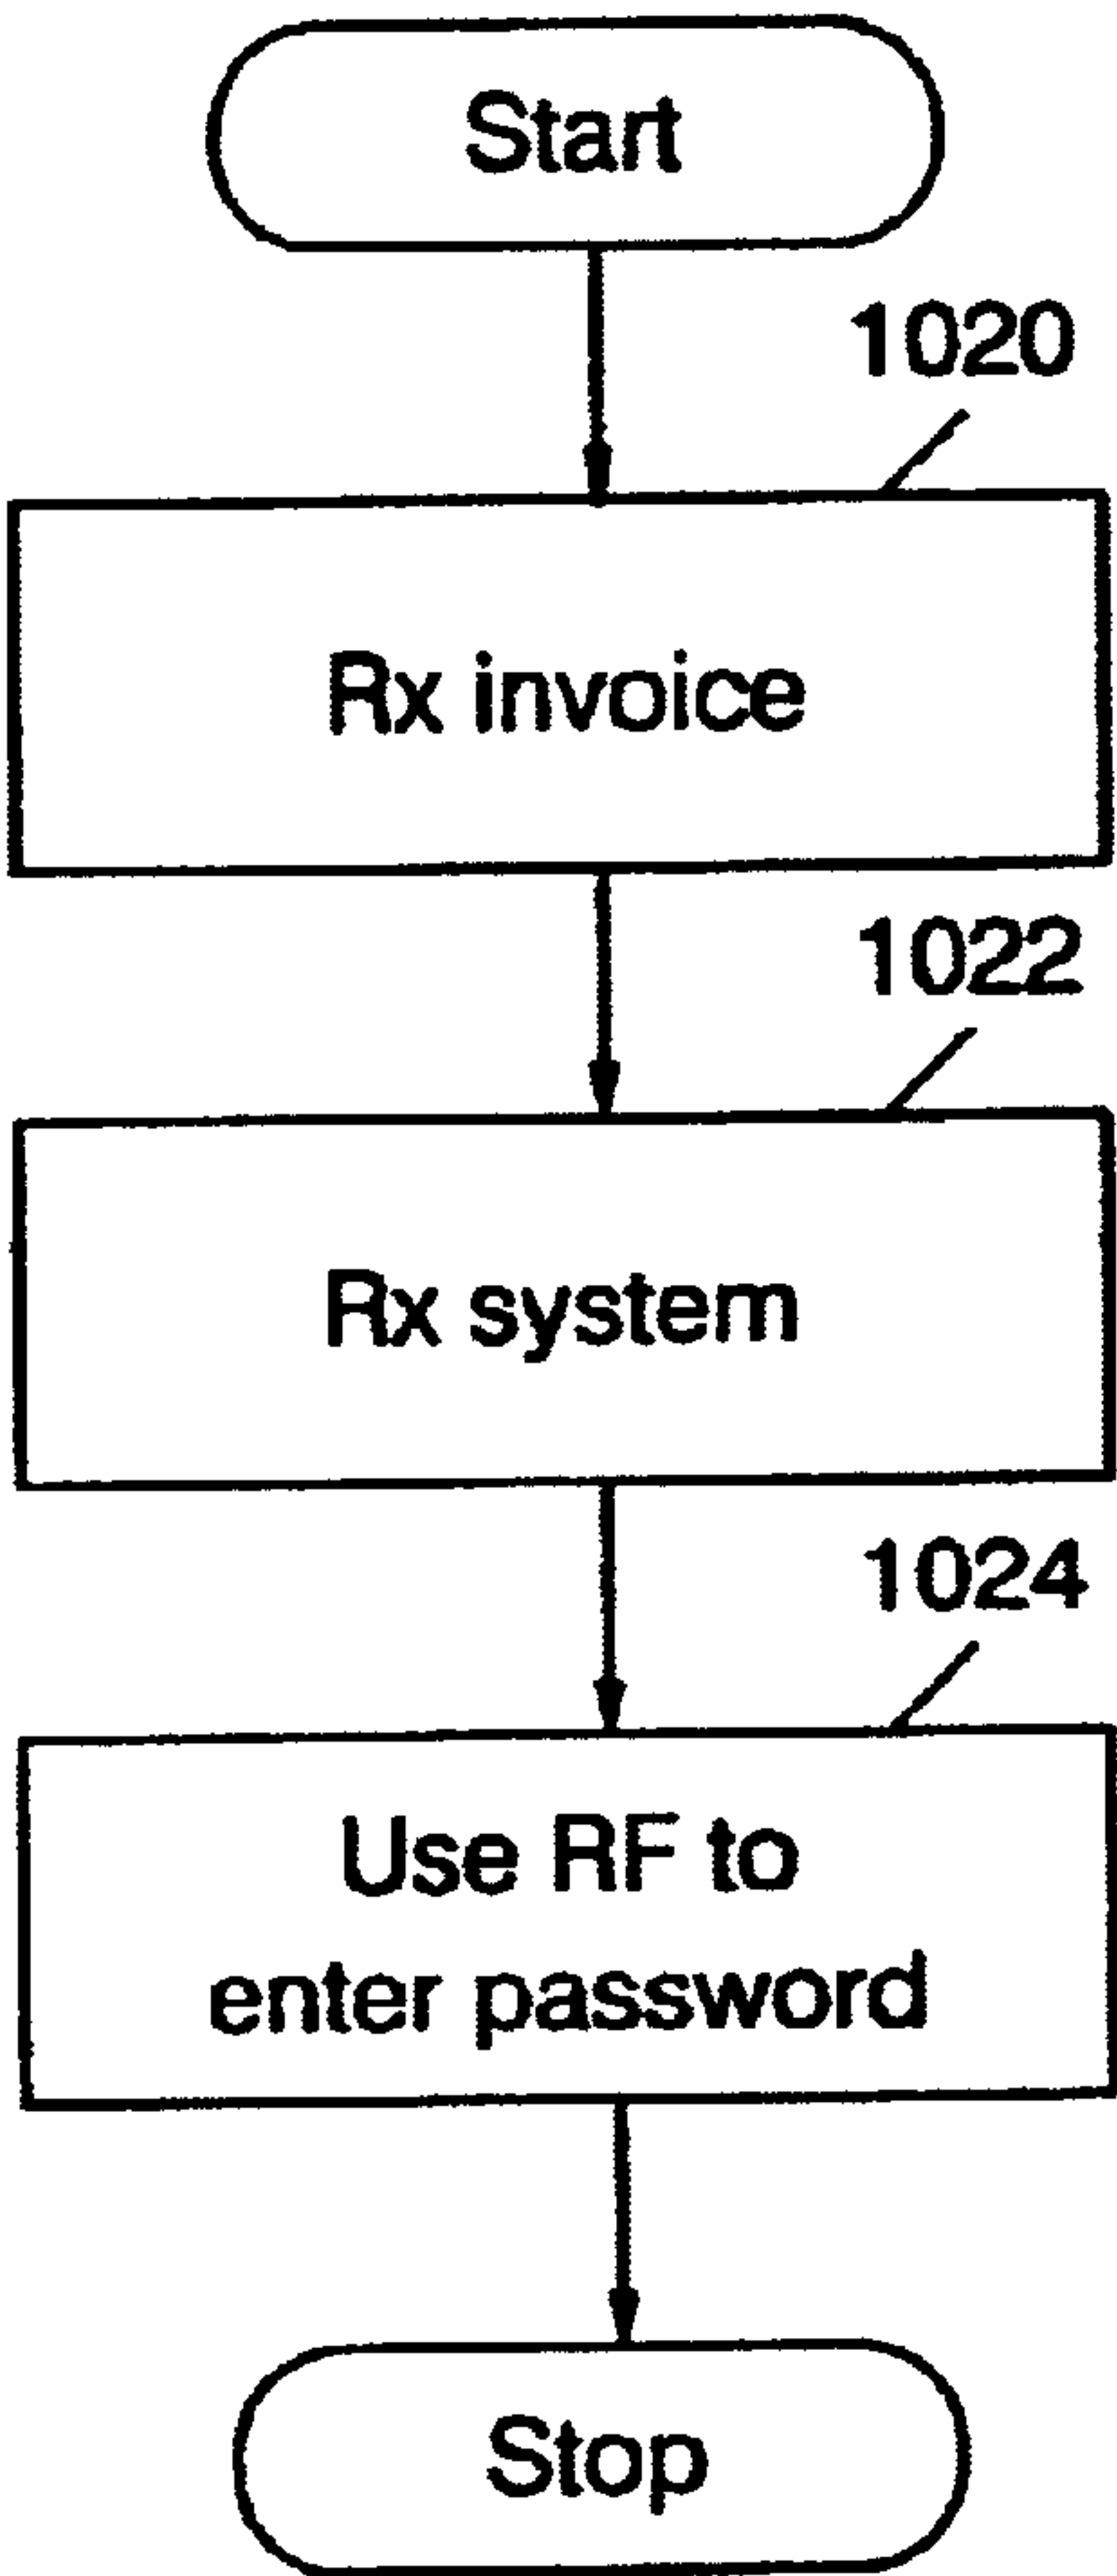 Start
1020
Rx invoice
1022
Rx system
1024
Use RF to
enter password
Stop